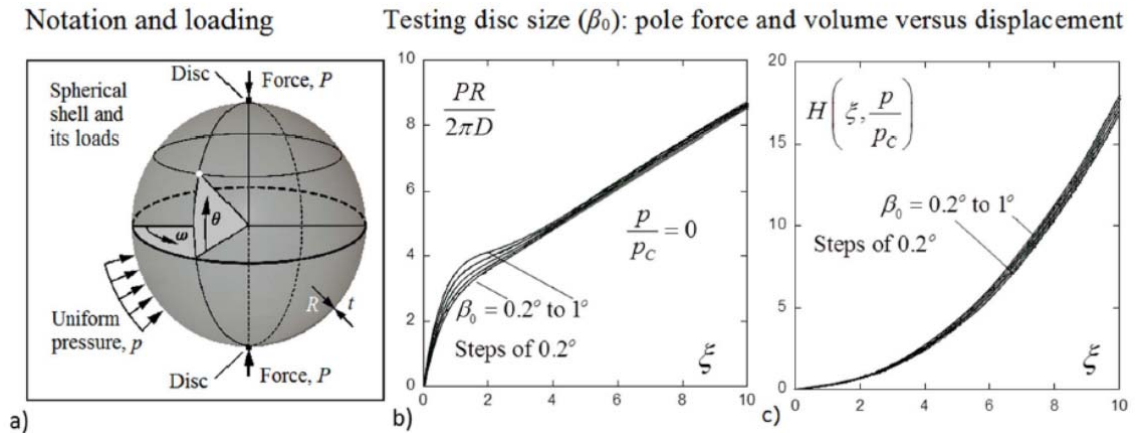 Notation and loading
Testing disc size (β₀): pole force and volume versus displacement
Disc
Force, P
Spherical
shell and
its loads
θ
ω
R
t
Uniform
pressure, p
Disc
Force, P
a)
10
8
6
4
2
0
PR
2πD
p
p_C
= 0
β₀ = 0.2° to 1°
Steps of 0.2°
ξ
0 2 4 6 8 10
b)
20
15
10
5
0
H(ξ, p/p_C)
β₀ = 0.2° to 1°
Steps of 0.2°
ξ
0 2 4 6 8 10
c)